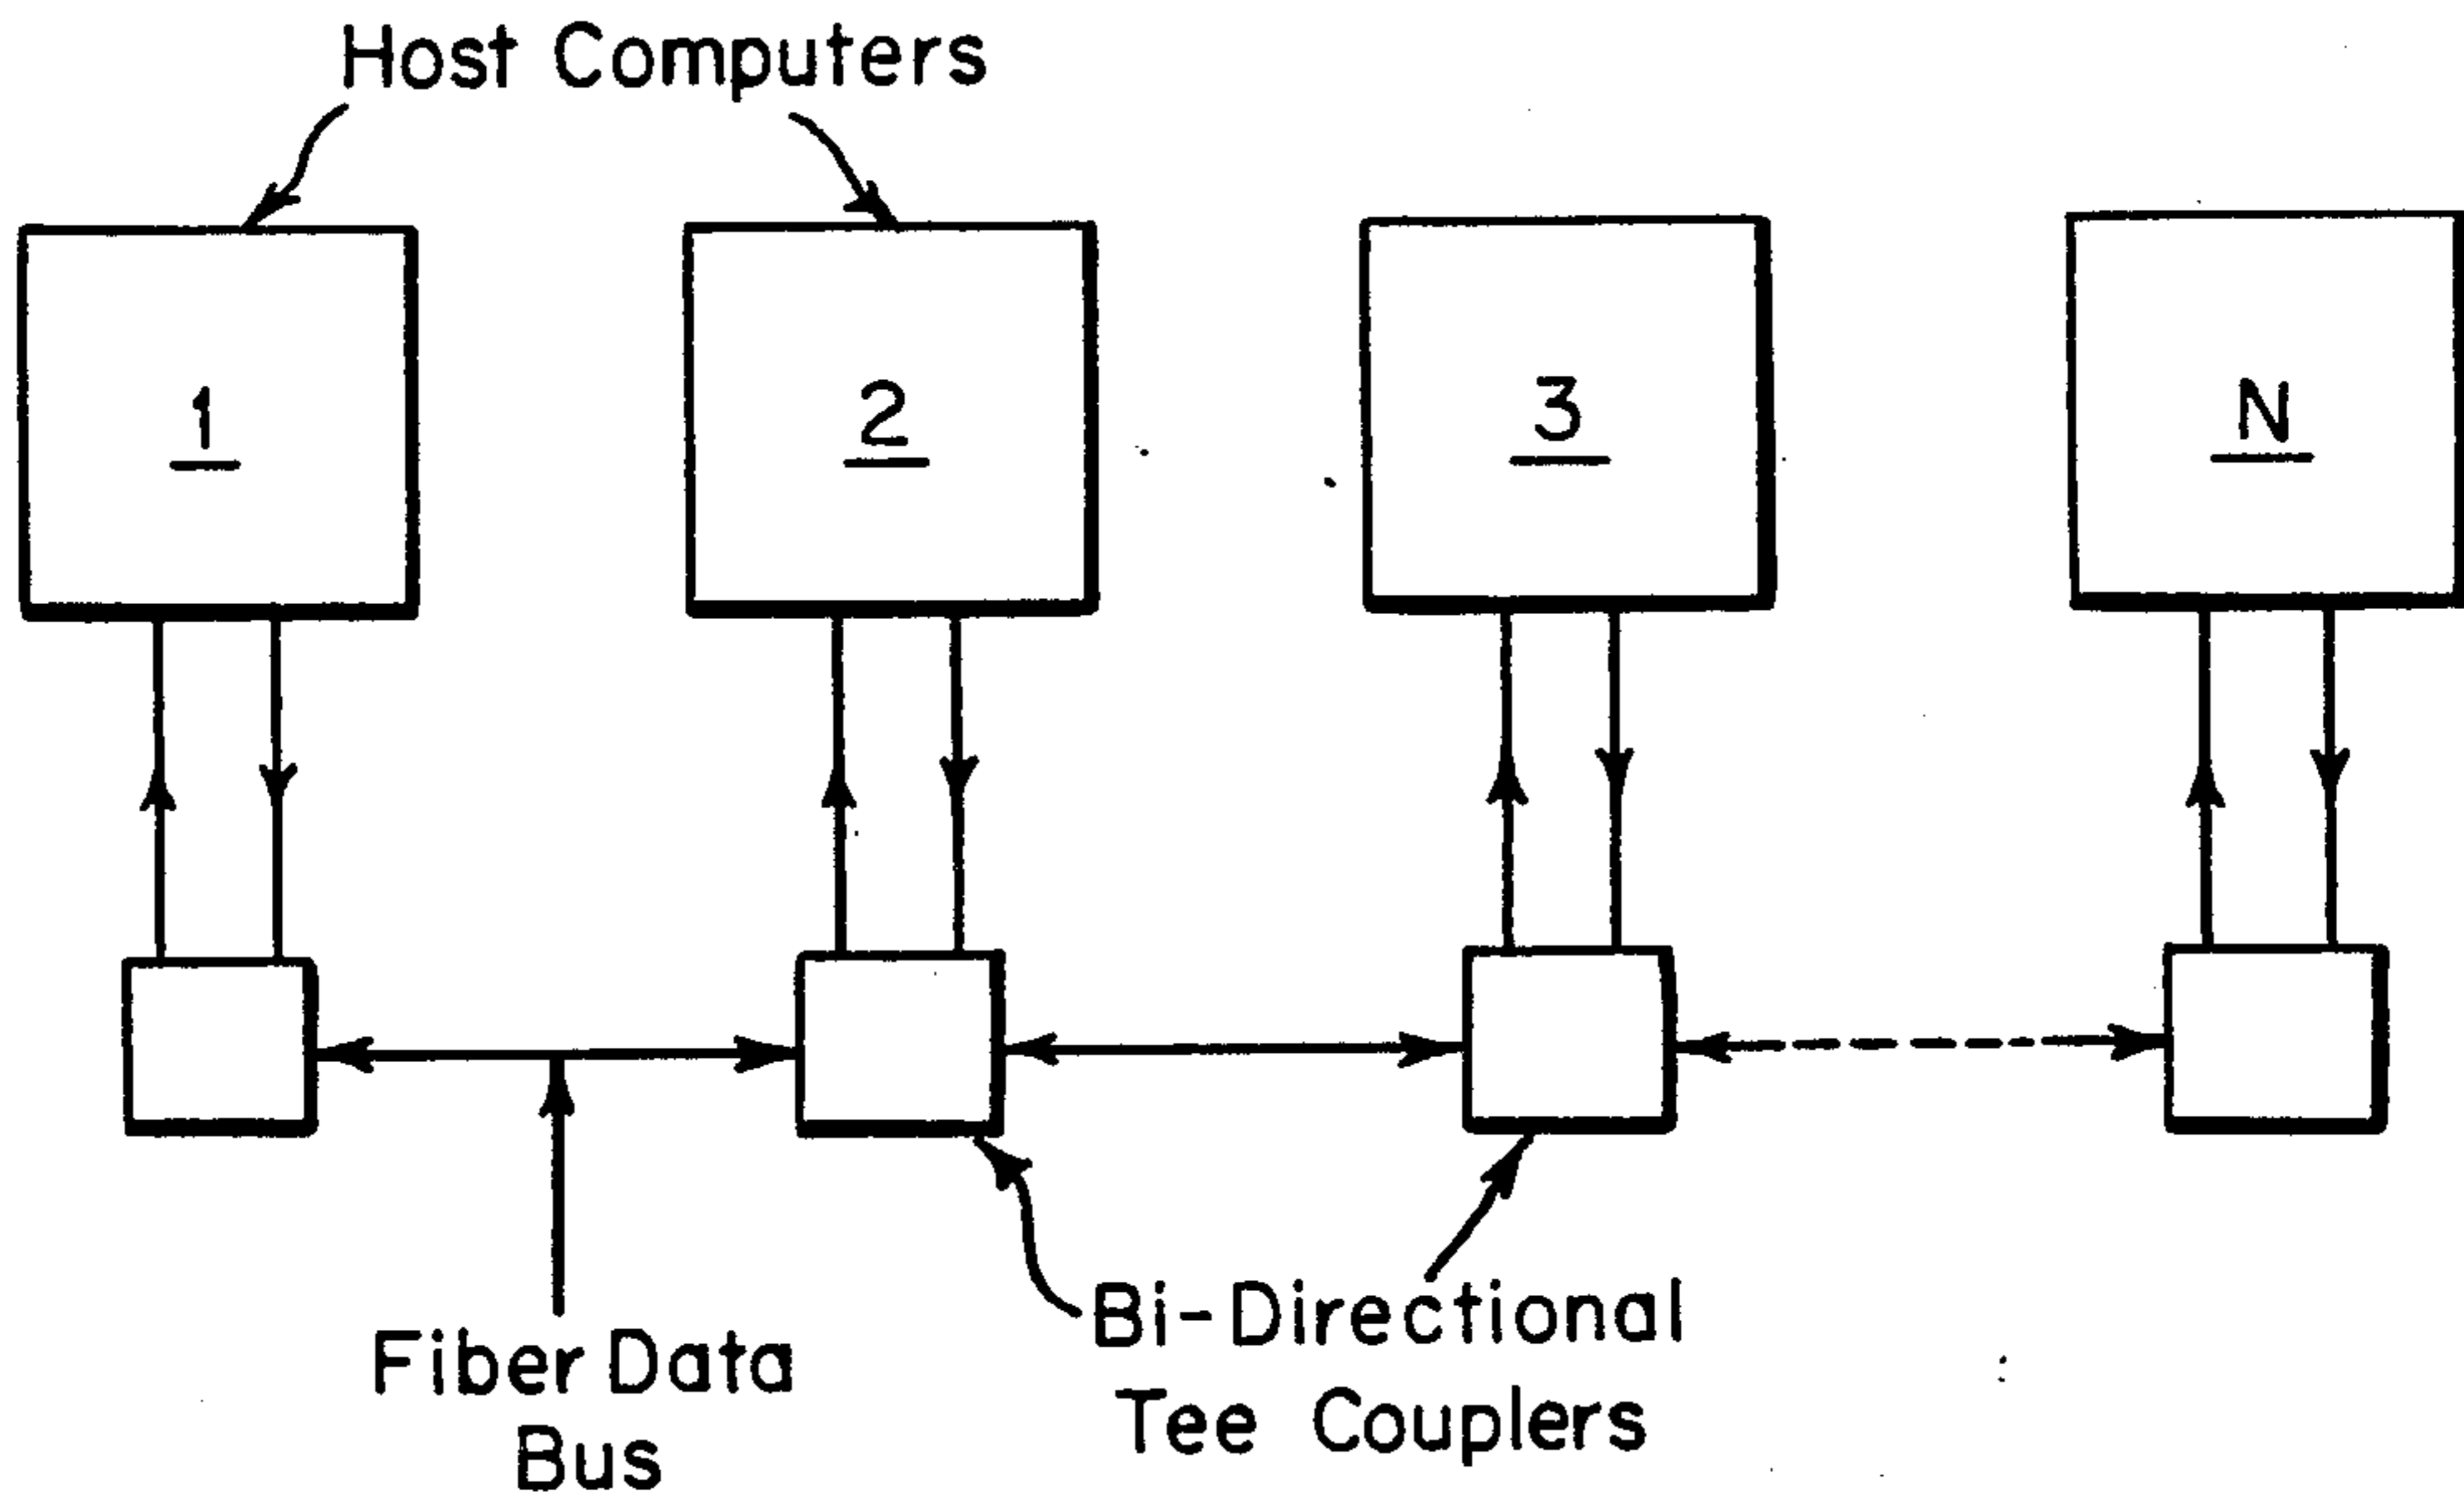 Host Computers
1
2
3
N
Fiber Data
Bus
Bi-Directional
Tee Couplers